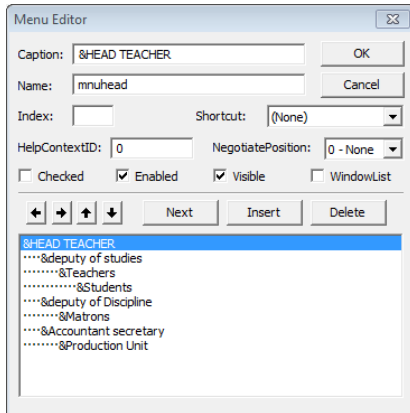 Menu Editor
Caption: &HEAD TEACHER OK
Name: mnuhead Cancel
Index: Shortcut: (None)
HelpContextID: 0 NegotiatePosition: 0 - None
Checked Enabled Visible WindowList
Next Insert Delete
&HEAD TEACHER
····&deputy of studies
········&Teachers
············&Students
····&deputy of Discipline
········&Matrons
····&Accountant secretary
········&Production Unit